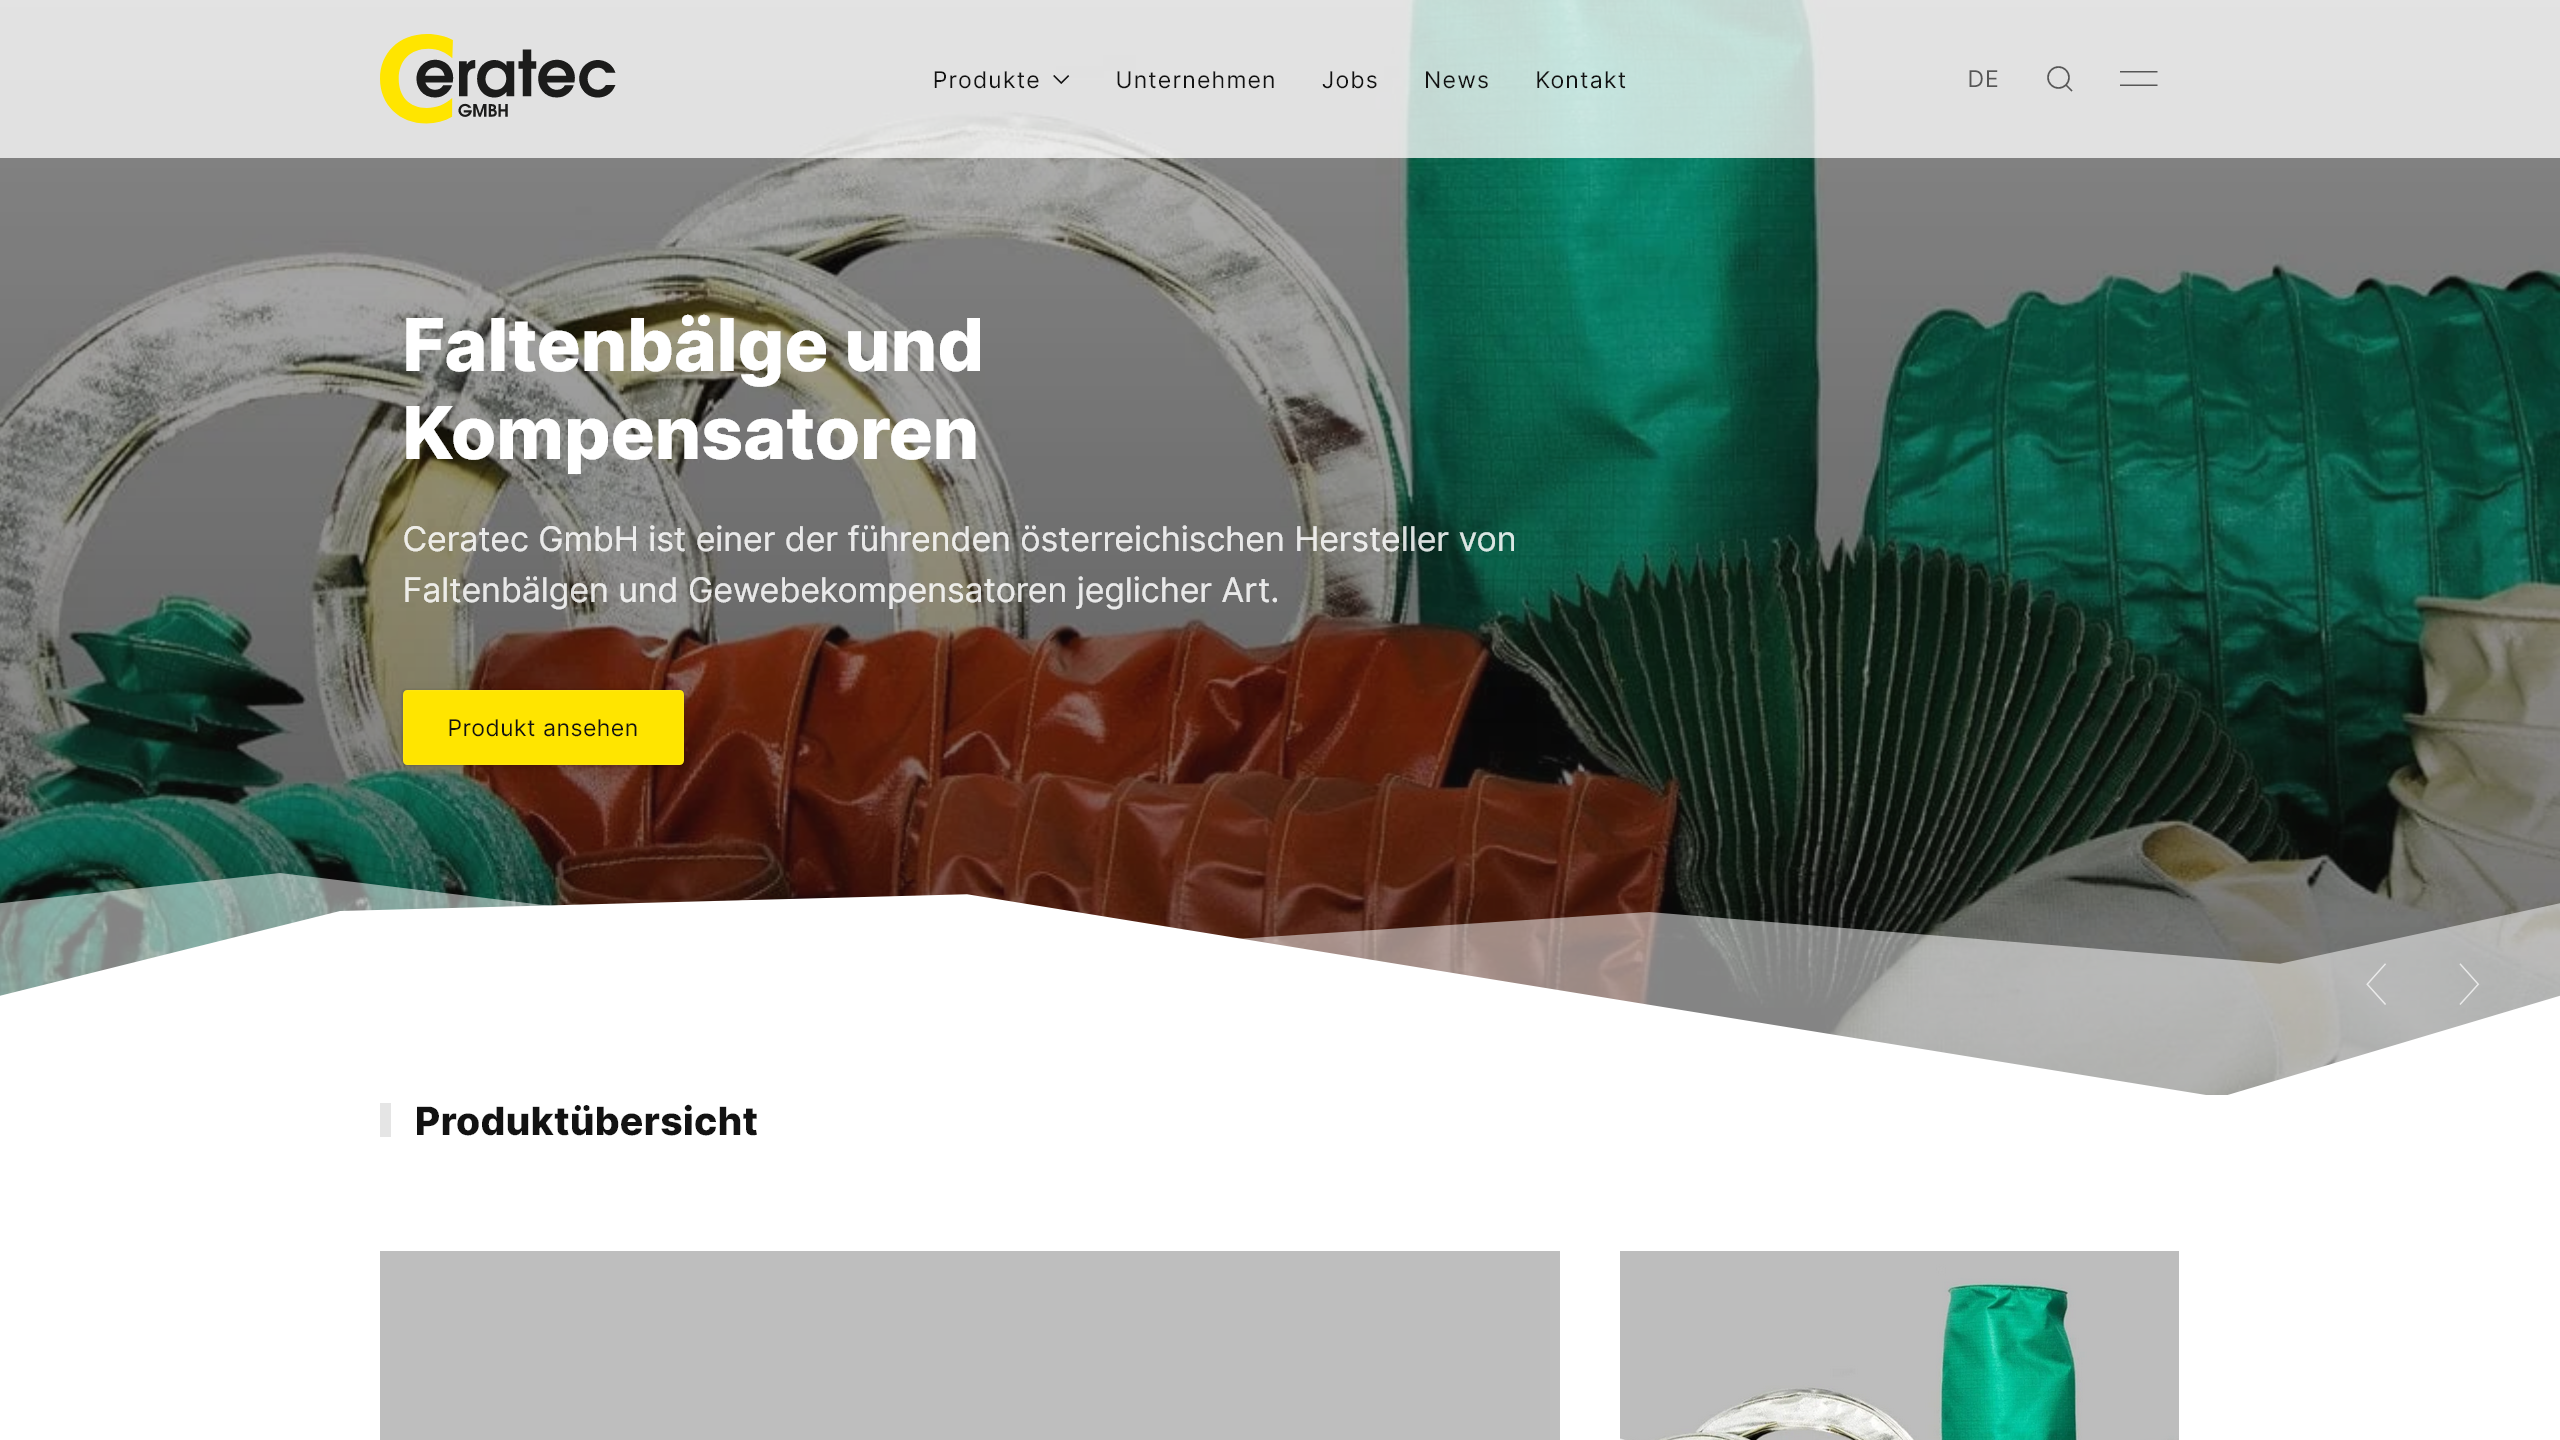 Ceratec
GMBH
Produkte
Unternehmen
Jobs
News
Kontakt
DE
Faltenbälge und
Kompensatoren
Ceratec GmbH ist einer der führenden österreichischen Hersteller von
Faltenbälgen und Gewebekompensatoren jeglicher Art.
Produkt ansehen
Produktübersicht